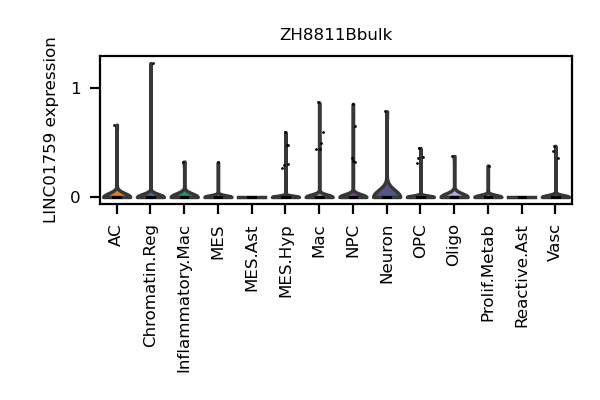 ZH8811Bbulk
LINC01759 expression
1
0
AC
Chromatin.Reg
Inflammatory.Mac
MES
MES.Ast
MES.Hyp
Mac
NPC
Neuron
OPC
Oligo
Prolif.Metab
Reactive.Ast
Vasc